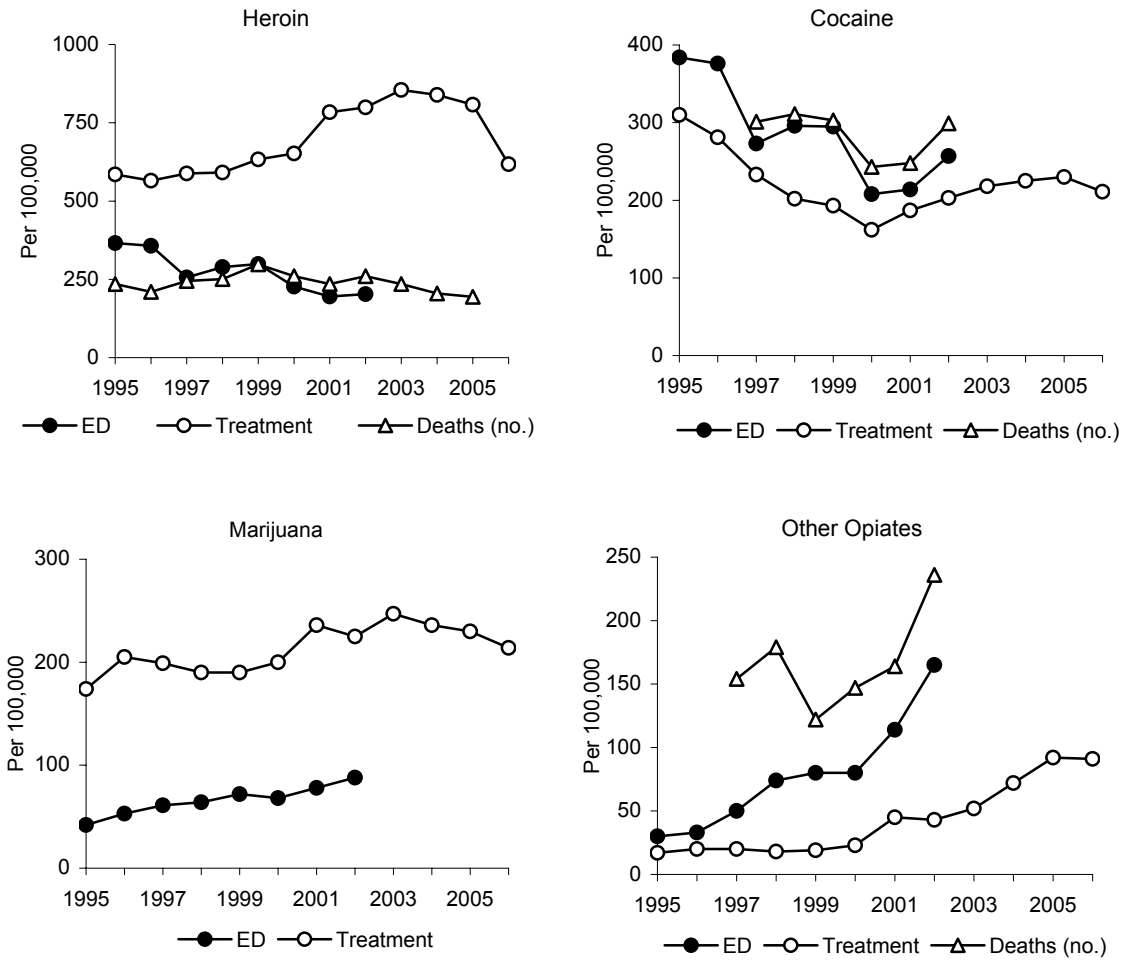 Heroin
1000
750
500
250
0
Per 100,000
1995 1997 1999 2001 2003 2005
ED Treatment Deaths (no.)
Cocaine
400
300
200
100
0
Per 100,000
1995 1997 1999 2001 2003 2005
ED Treatment Deaths (no.)
Marijuana
300
200
100
0
Per 100,000
1995 1997 1999 2001 2003 2005
ED Treatment
Other Opiates
250
200
150
100
50
0
Per 100,000
1995 1997 1999 2001 2003 2005
ED Treatment Deaths (no.)